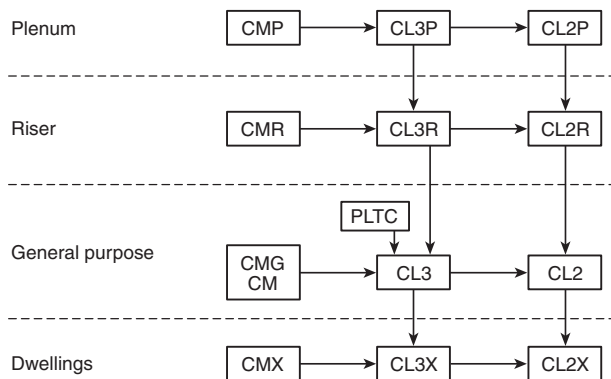 Plenum CMP CL3P CL2P
Riser CMR CL3R CL2R
PLTC
General purpose CMG CM CL3 CL2
Dwellings CMX CL3X CL2X